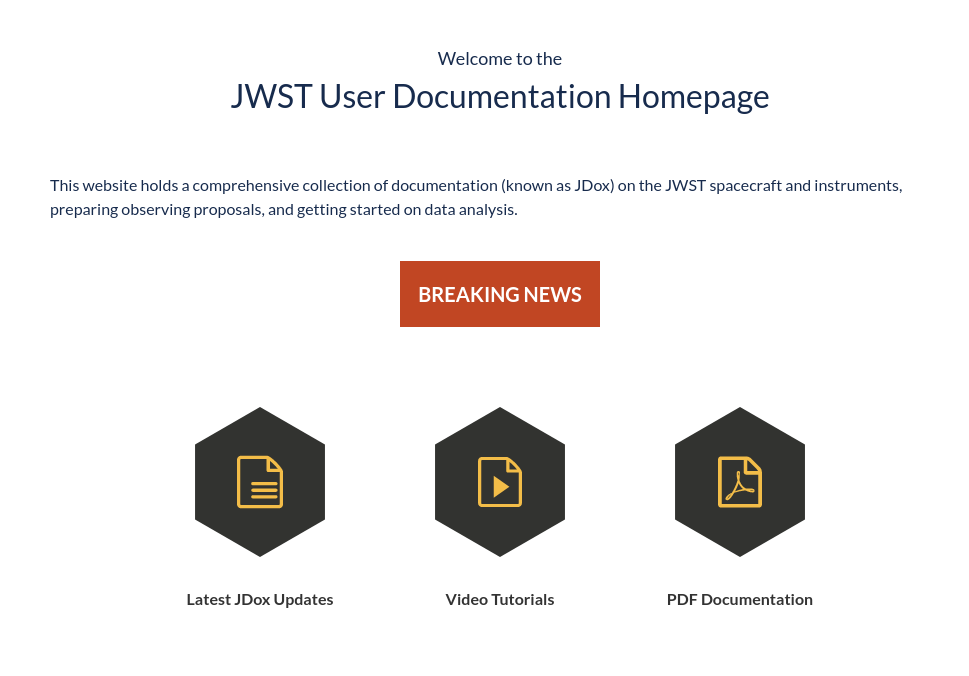 Welcome to the
JWST User Documentation Homepage
This website holds a comprehensive collection of documentation (known as JDox) on the JWST spacecraft and instruments,
preparing observing proposals, and getting started on data analysis.
BREAKING NEWS
Latest JDox Updates
Video Tutorials
PDF Documentation